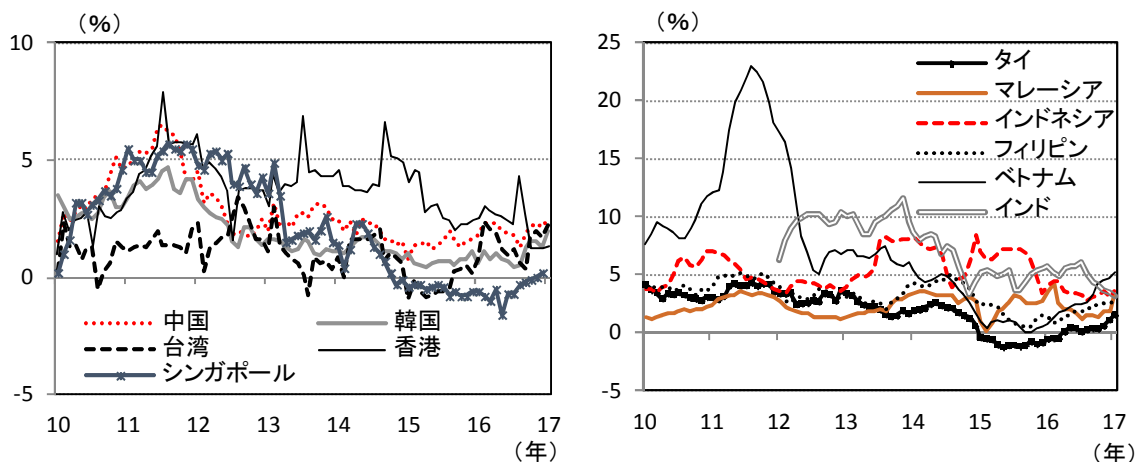 （%）
10
5
0
-5
中国
韓国
台湾
香港
シンガポール
10 11 12 13 14 15 16 17
（年）
（%）
25
20
15
10
5
0
-5
タイ
マレーシア
インドネシア
フィリピン
ベトナム
インド
10 11 12 13 14 15 16 17
（年）